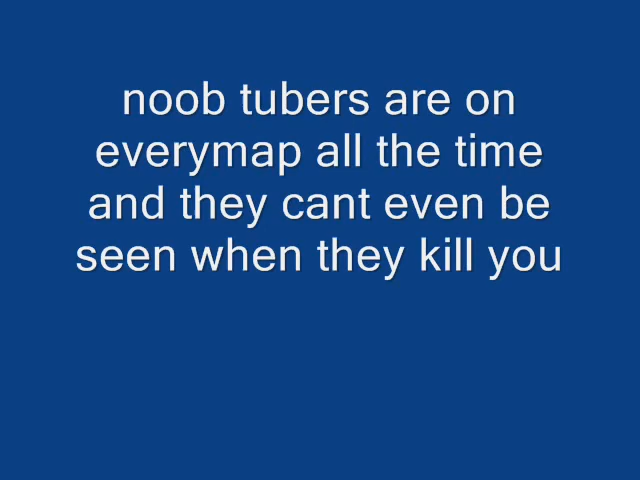 noob tubers are on
everymap all the time
and they cant even be
seen when they kill you